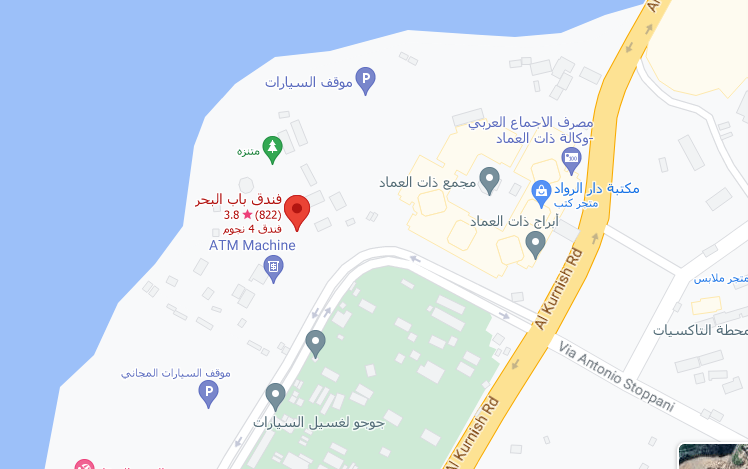 Al
موقف السيارات
P
مصرف الاجماع العربي
-وكالة ذات العماد
متنزه
مجمع ذات العماد
مكتبة دار الرواد
متجر كتب
فندق باب البحر
3.8 ★ (822)
فندق 4 نجوم
أبراج ذات العماد
ATM Machine
متجر ملابس
Al Kurnish Rd
محطة التاكسيات
Via Antonio Stoppani
موقف السيارات المجاني
P
جوجو لغسيل السيارات
Al Kurnish Rd